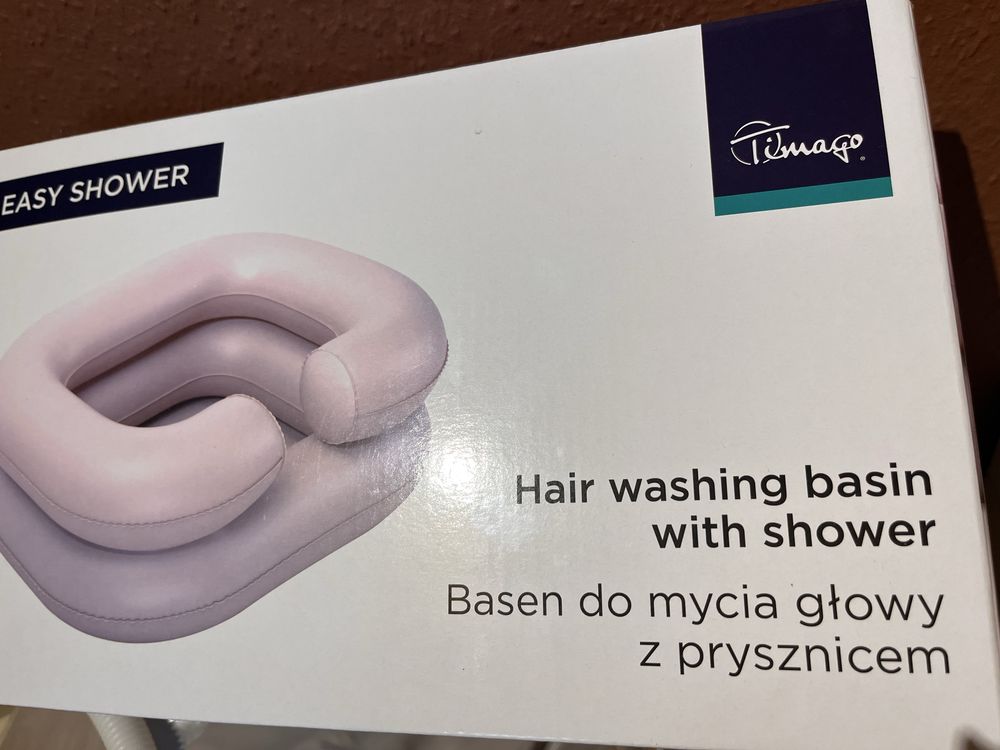 EASY SHOWER
Timago
Hair washing basin
with shower
Basen do mycia głowy
z prysznicem